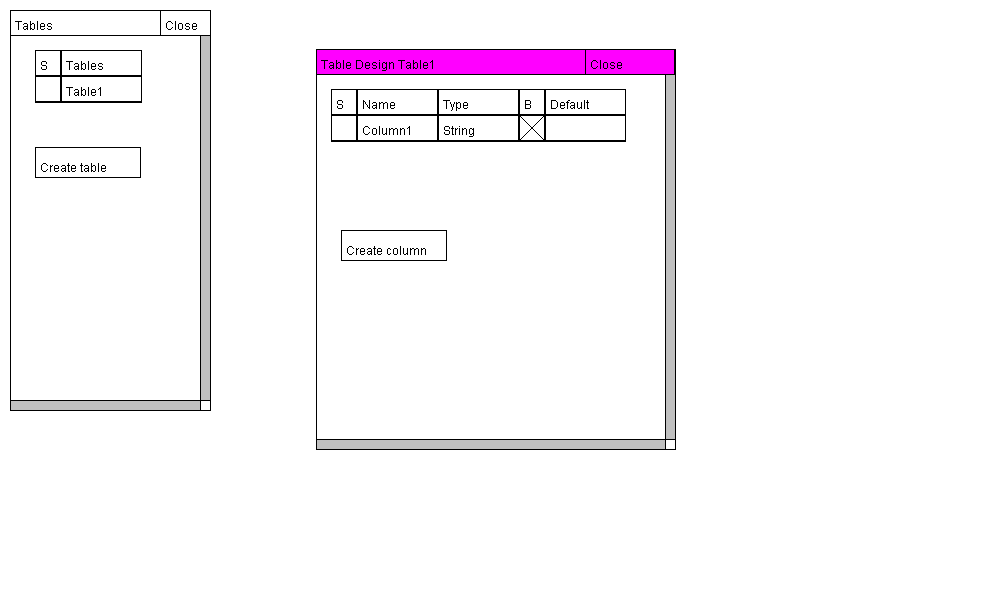 Tables Close
S Tables
Table1
Create table
Table Design Table1 Close
S Name Type B Default
Column1 String
Create column